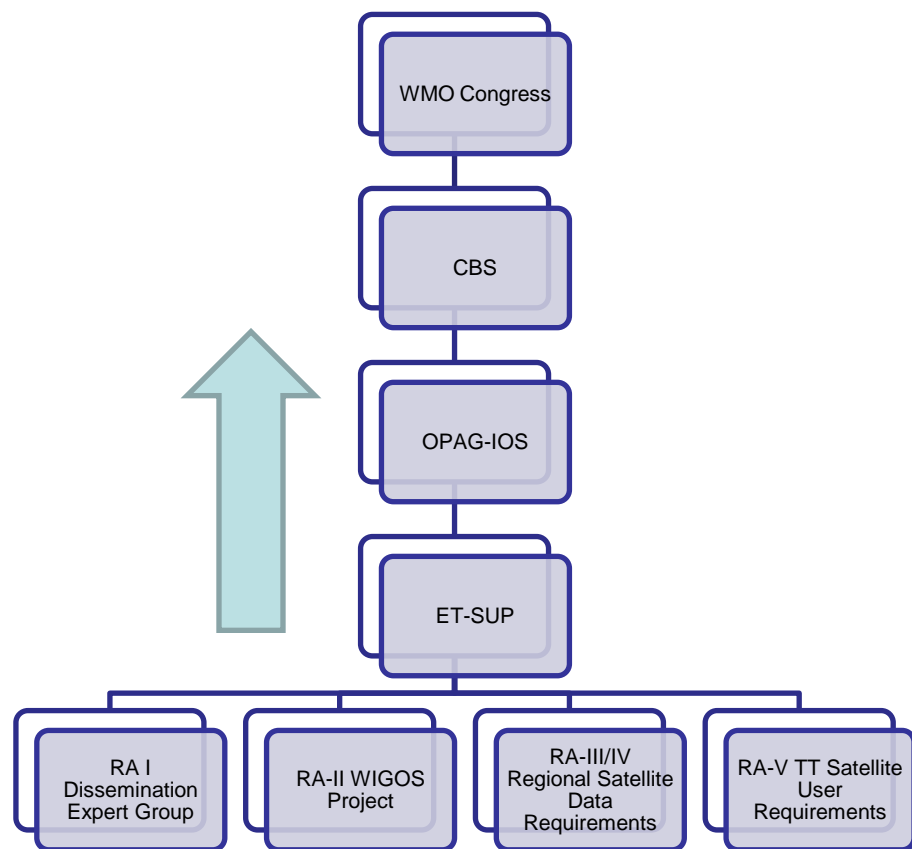 WMO Congress
CBS
OPAG-IOS
ET-SUP
RA I
Dissemination
Expert Group
RA-II WIGOS
Project
RA-III/IV
Regional Satellite
Data
Requirements
RA-V TT Satellite
User
Requirements